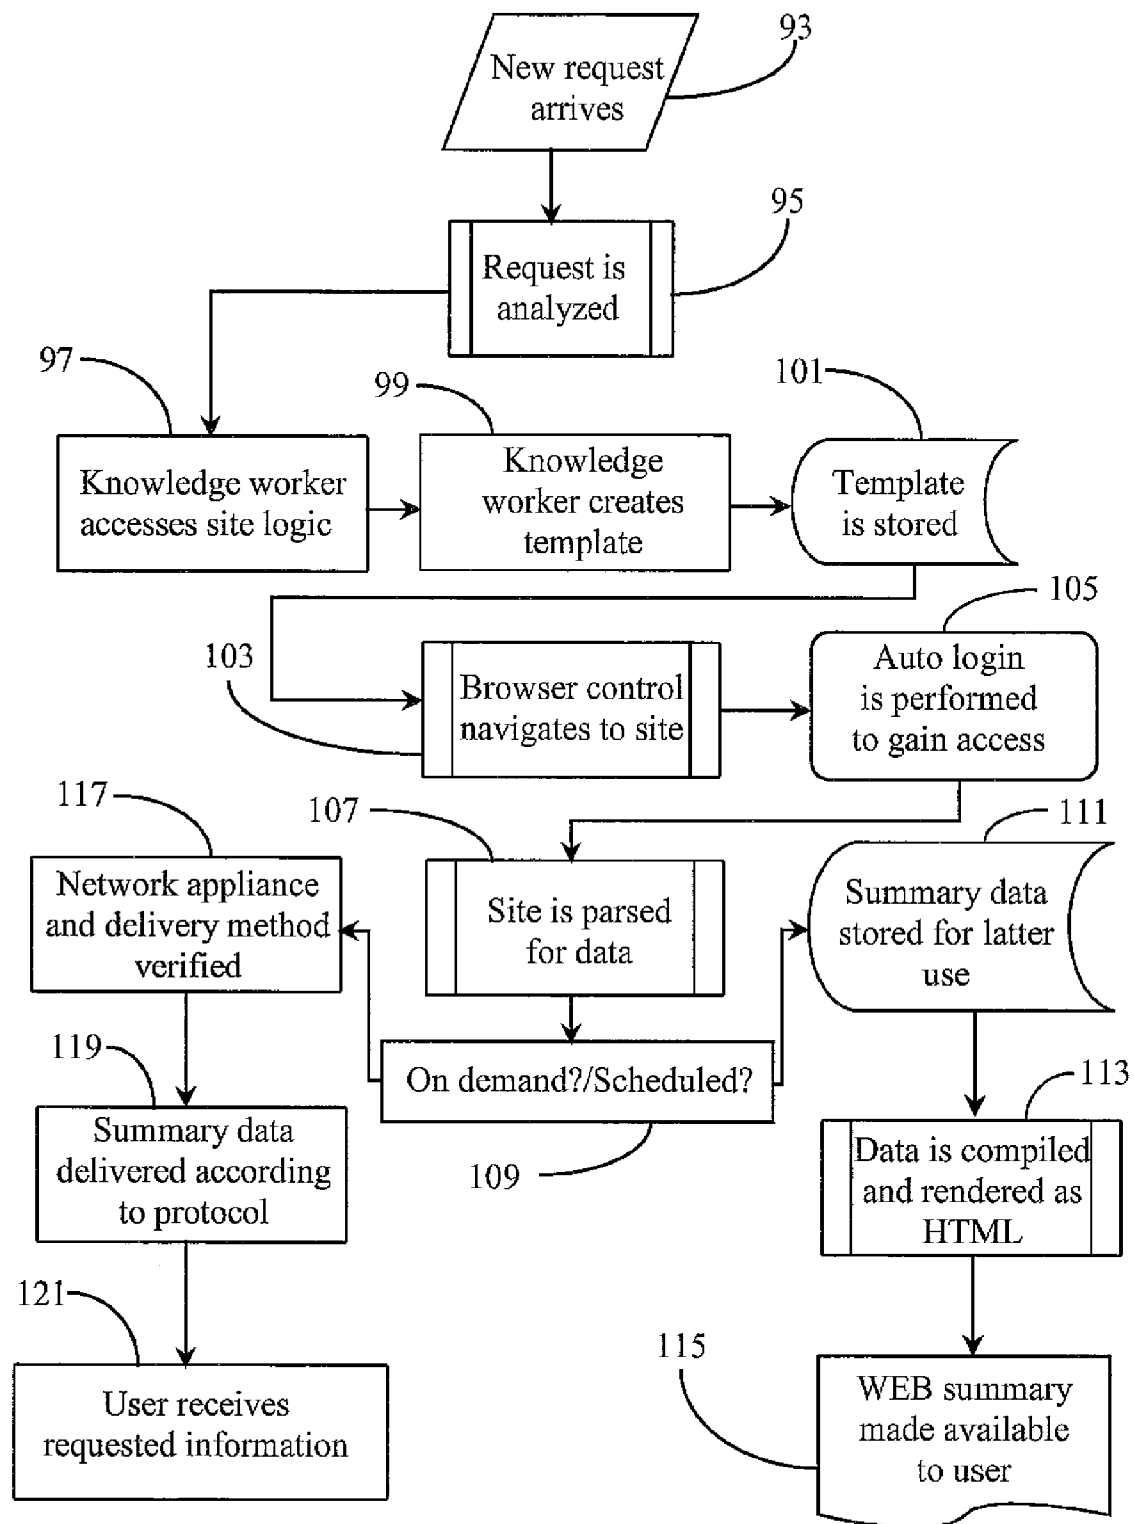 93
New request
arrives
95
Request is
analyzed
97
99
101
Knowledge worker
accesses site logic
Knowledge
worker creates
template
Template
is stored
103
105
Browser control
navigates to site
Auto login
is performed
to gain access
117
107
111
Network appliance
and delivery method
verified
Site is parsed
for data
Summary data
stored for latter
use
119
On demand?/Scheduled?
109
113
Summary data
delivered according
to protocol
Data is compiled
and rendered as
HTML
121
115
User receives
requested information
WEB summary
made available
to user